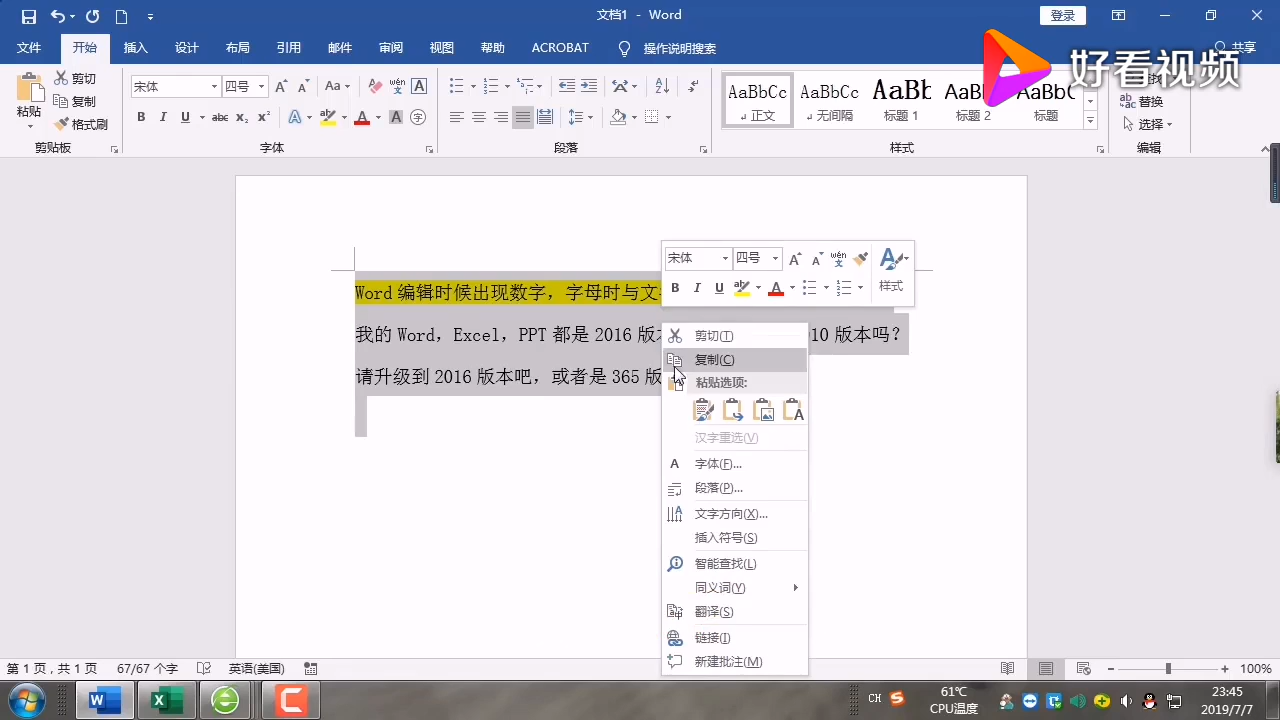 文档1 - Word
登录
文件 开始 插入 设计 布局 引用 邮件 审阅 视图 帮助 ACROBAT 操作说明搜索 共享
好看视频
粘贴
剪切
复制
格式刷
剪贴板
宋体 四号
字体
段落
AaBbCc AaBbCc AaBb AaBb AaBbC
正文 无间隔 标题 1 标题 2 标题
样式
替换
选择
编辑
Word 编辑时候出现数字，字母时与文
我的 Word，Excel，PPT 都是 2016 版 10 版本吗？
请升级到 2016 版本吧，或者是 365 版
宋体 四号
样式
剪切(T)
复制(C)
粘贴选项:
汉字重选(V)
字体(F)...
段落(P)...
文字方向(X)...
插入符号(S)
智能查找(L)
同义词(Y)
翻译(S)
链接(I)
新建批注(M)
第 1 页，共 1 页 67/67 个字 英语(美国) 100%
CH
61℃
CPU温度
23:45
2019/7/7